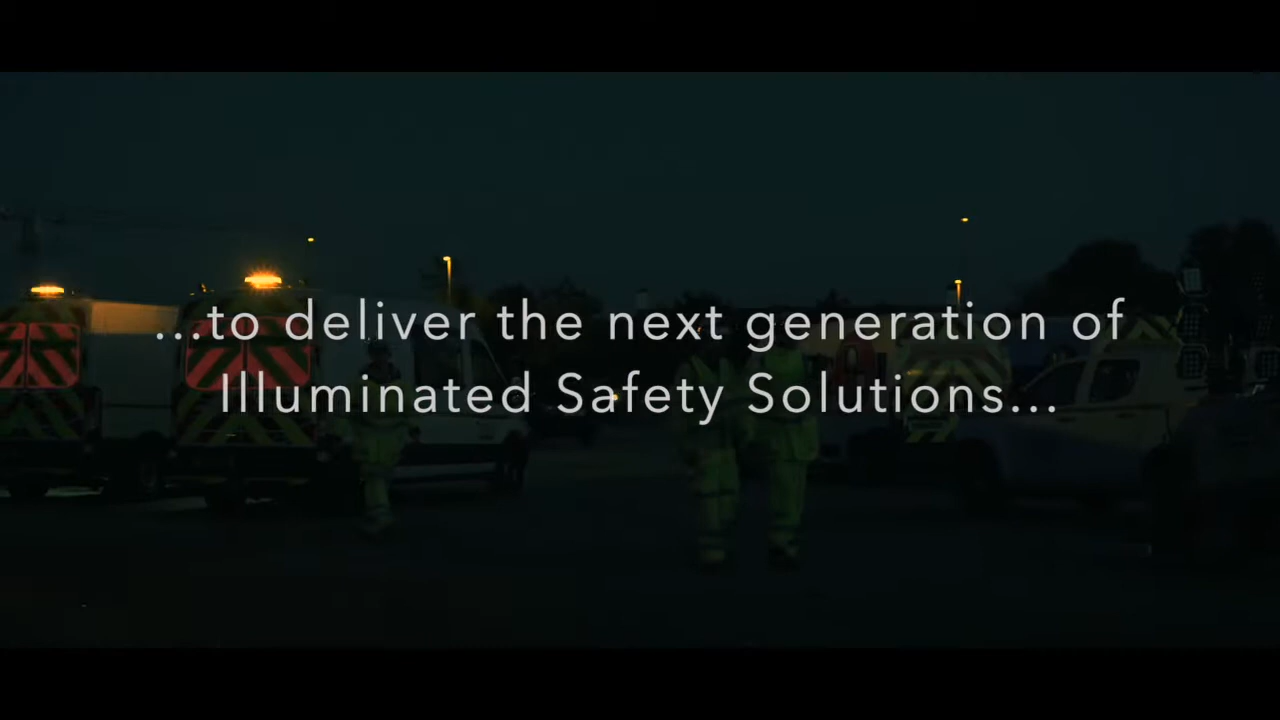 ...to deliver the next generation of
Illuminated Safety Solutions...